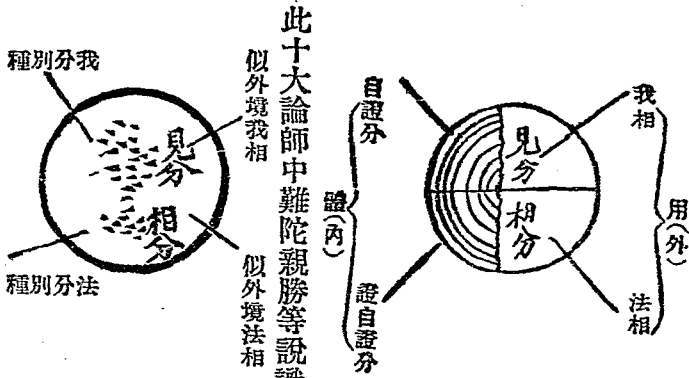 用(外)
我相
法相
見分
相分
自證分
證自證分
體(內)
此十大論師中難陀親勝等說識
似外境我相
似外境法相
見分
相分
我分別種
法分別種